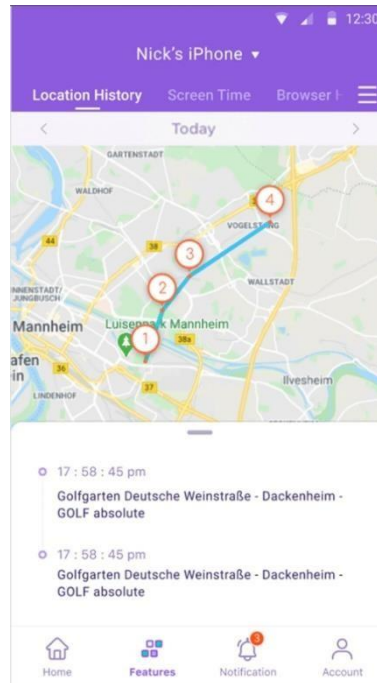 12:30
Nick's iPhone
Location History Screen Time Browser H
Today
GARTENSTADT
WALDHOF
4
VOGELSTANG
44
38
3
WALLSTADT
2
INNENSTADT/
JUNGBUSCH
Mannheim
Luisenpark Mannheim
1
38a
afen
in
36
37
Ilvesheim
LINDENHOF
17 : 58 : 45 pm
Golfgarten Deutsche Weinstraße - Dackenheim -
GOLF absolute
17 : 58 : 45 pm
Golfgarten Deutsche Weinstraße - Dackenheim -
GOLF absolute
3
Home Features Notification Account